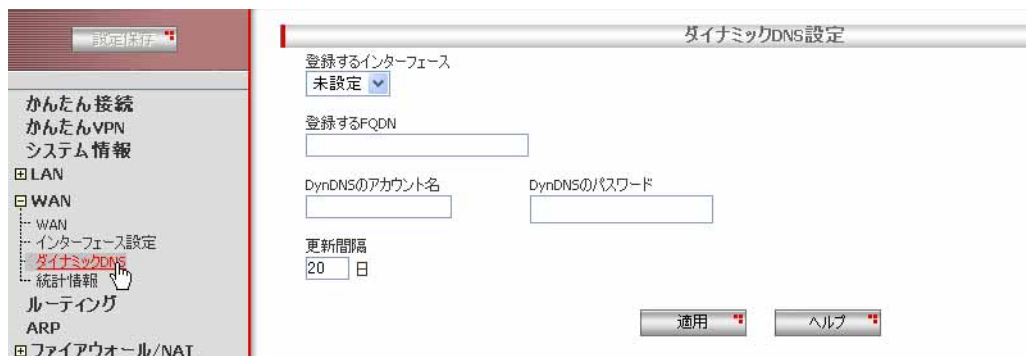 設定保存
かんたん接続
かんたんVPN
システム情報
LAN
WAN
WAN
インターフェース設定
ダイナミックDNS
統計情報
ルーティング
ARP
ファイアウォール/NAT
ダイナミックDNS設定
登録するインターフェース
未設定
登録するFQDN
DynDNSのアカウント名 DynDNSのパスワード
更新間隔
20 日
適用 ヘルプ